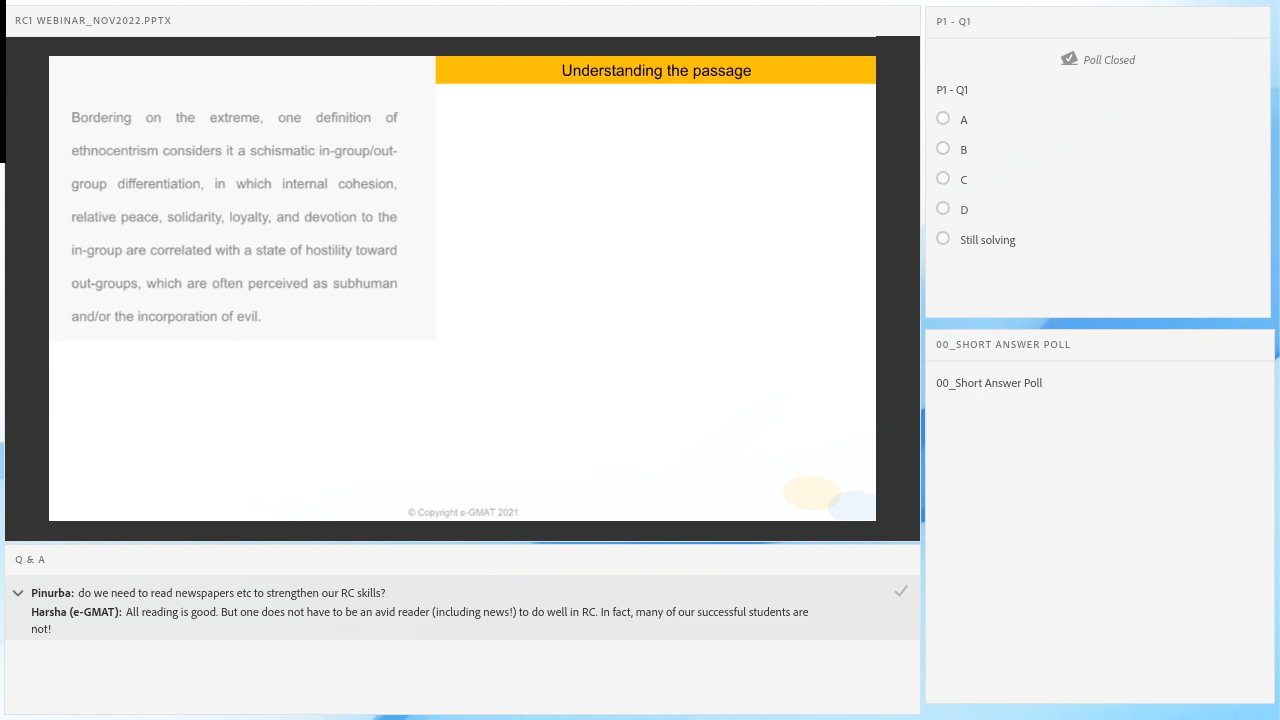 RC1 WEBINAR_NOV2022.PPTX
Understanding the passage
Bordering on the extreme, one definition of
ethnocentrism considers it a schismatic in-group/out-
group differentiation, in which internal cohesion,
relative peace, solidarity, loyalty, and devotion to the
in-group are correlated with a state of hostility toward
out-groups, which are often perceived as subhuman
and/or the incorporation of evil.
© Copyright e-GMAT 2021
Q & A
Pinurba: do we need to read newspapers etc to strengthen our RC skills?
Harsha (e-GMAT): All reading is good. But one does not have to be an avid reader (including news!) to do well in RC. In fact, many of our successful students are
not!
P1 - Q1
Poll Closed
P1 - Q1
A
B
C
D
Still solving
00_SHORT ANSWER POLL
00_Short Answer Poll